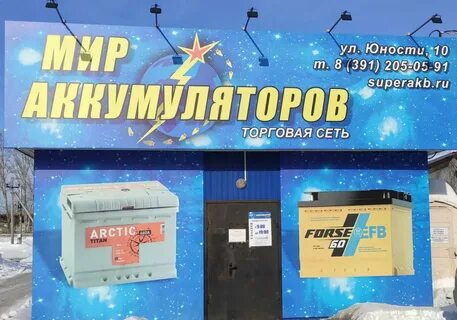 МИР
АККУМУЛЯТОРОВ
ТОРГОВАЯ СЕТЬ
ул. Юности, 10
т. 8 (391) 205-05-91
superakb.ru
ARCTIC
TITAN
FORSE EFB
60